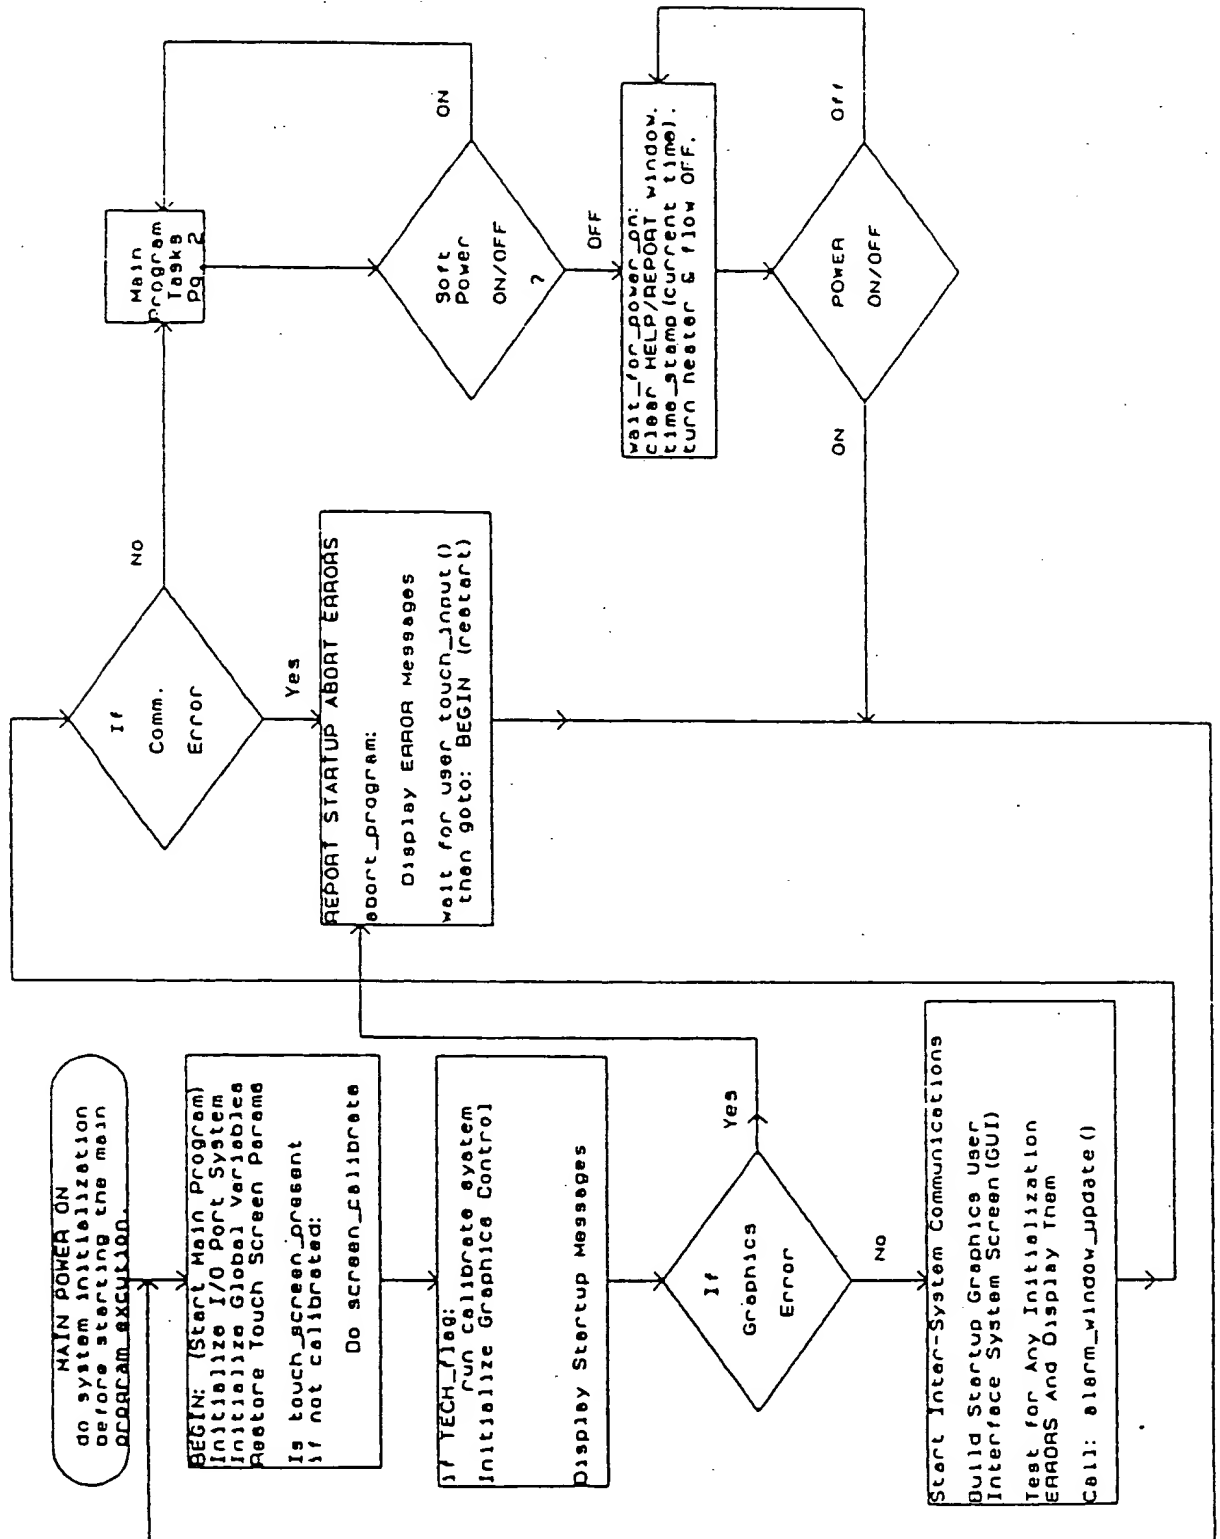 MAIN POWER ON
do system initialization
before starting the main
program excution.
BEGIN: (Start Main Program)
Initialize I/O Port System
Initialize Global Variables
Restore Touch Screen Params
Is touch_screen_present
if not calibrated:
Do screen_calibrate
if TECH_flag:
run calibrate system
Initialize Graphics Control
Display Startup Messages
If
Graphics
Error
Yes
No
Start Inter-System Communications
Build Startup Graphics User
Interface System Screen(GUI)
Test for Any Initialization
ERRORS And Display Them
Call: alarm_window_update()
If
Comm.
Error
NO
Yes
REPORT STARTUP ABORT ERRORS
abort_program:
Display ERROR Messages
wait for user touch_input()
then goto: BEGIN (restart)
Main
Program
Tasks
Pg 2
Soft
Power
ON/OFF
?
ON
OFF
wait_for_power_on:
clear HELP/REPORT window.
time_stamp(current time).
turn heater & flow OFF.
POWER
ON/OFF
ON
Off